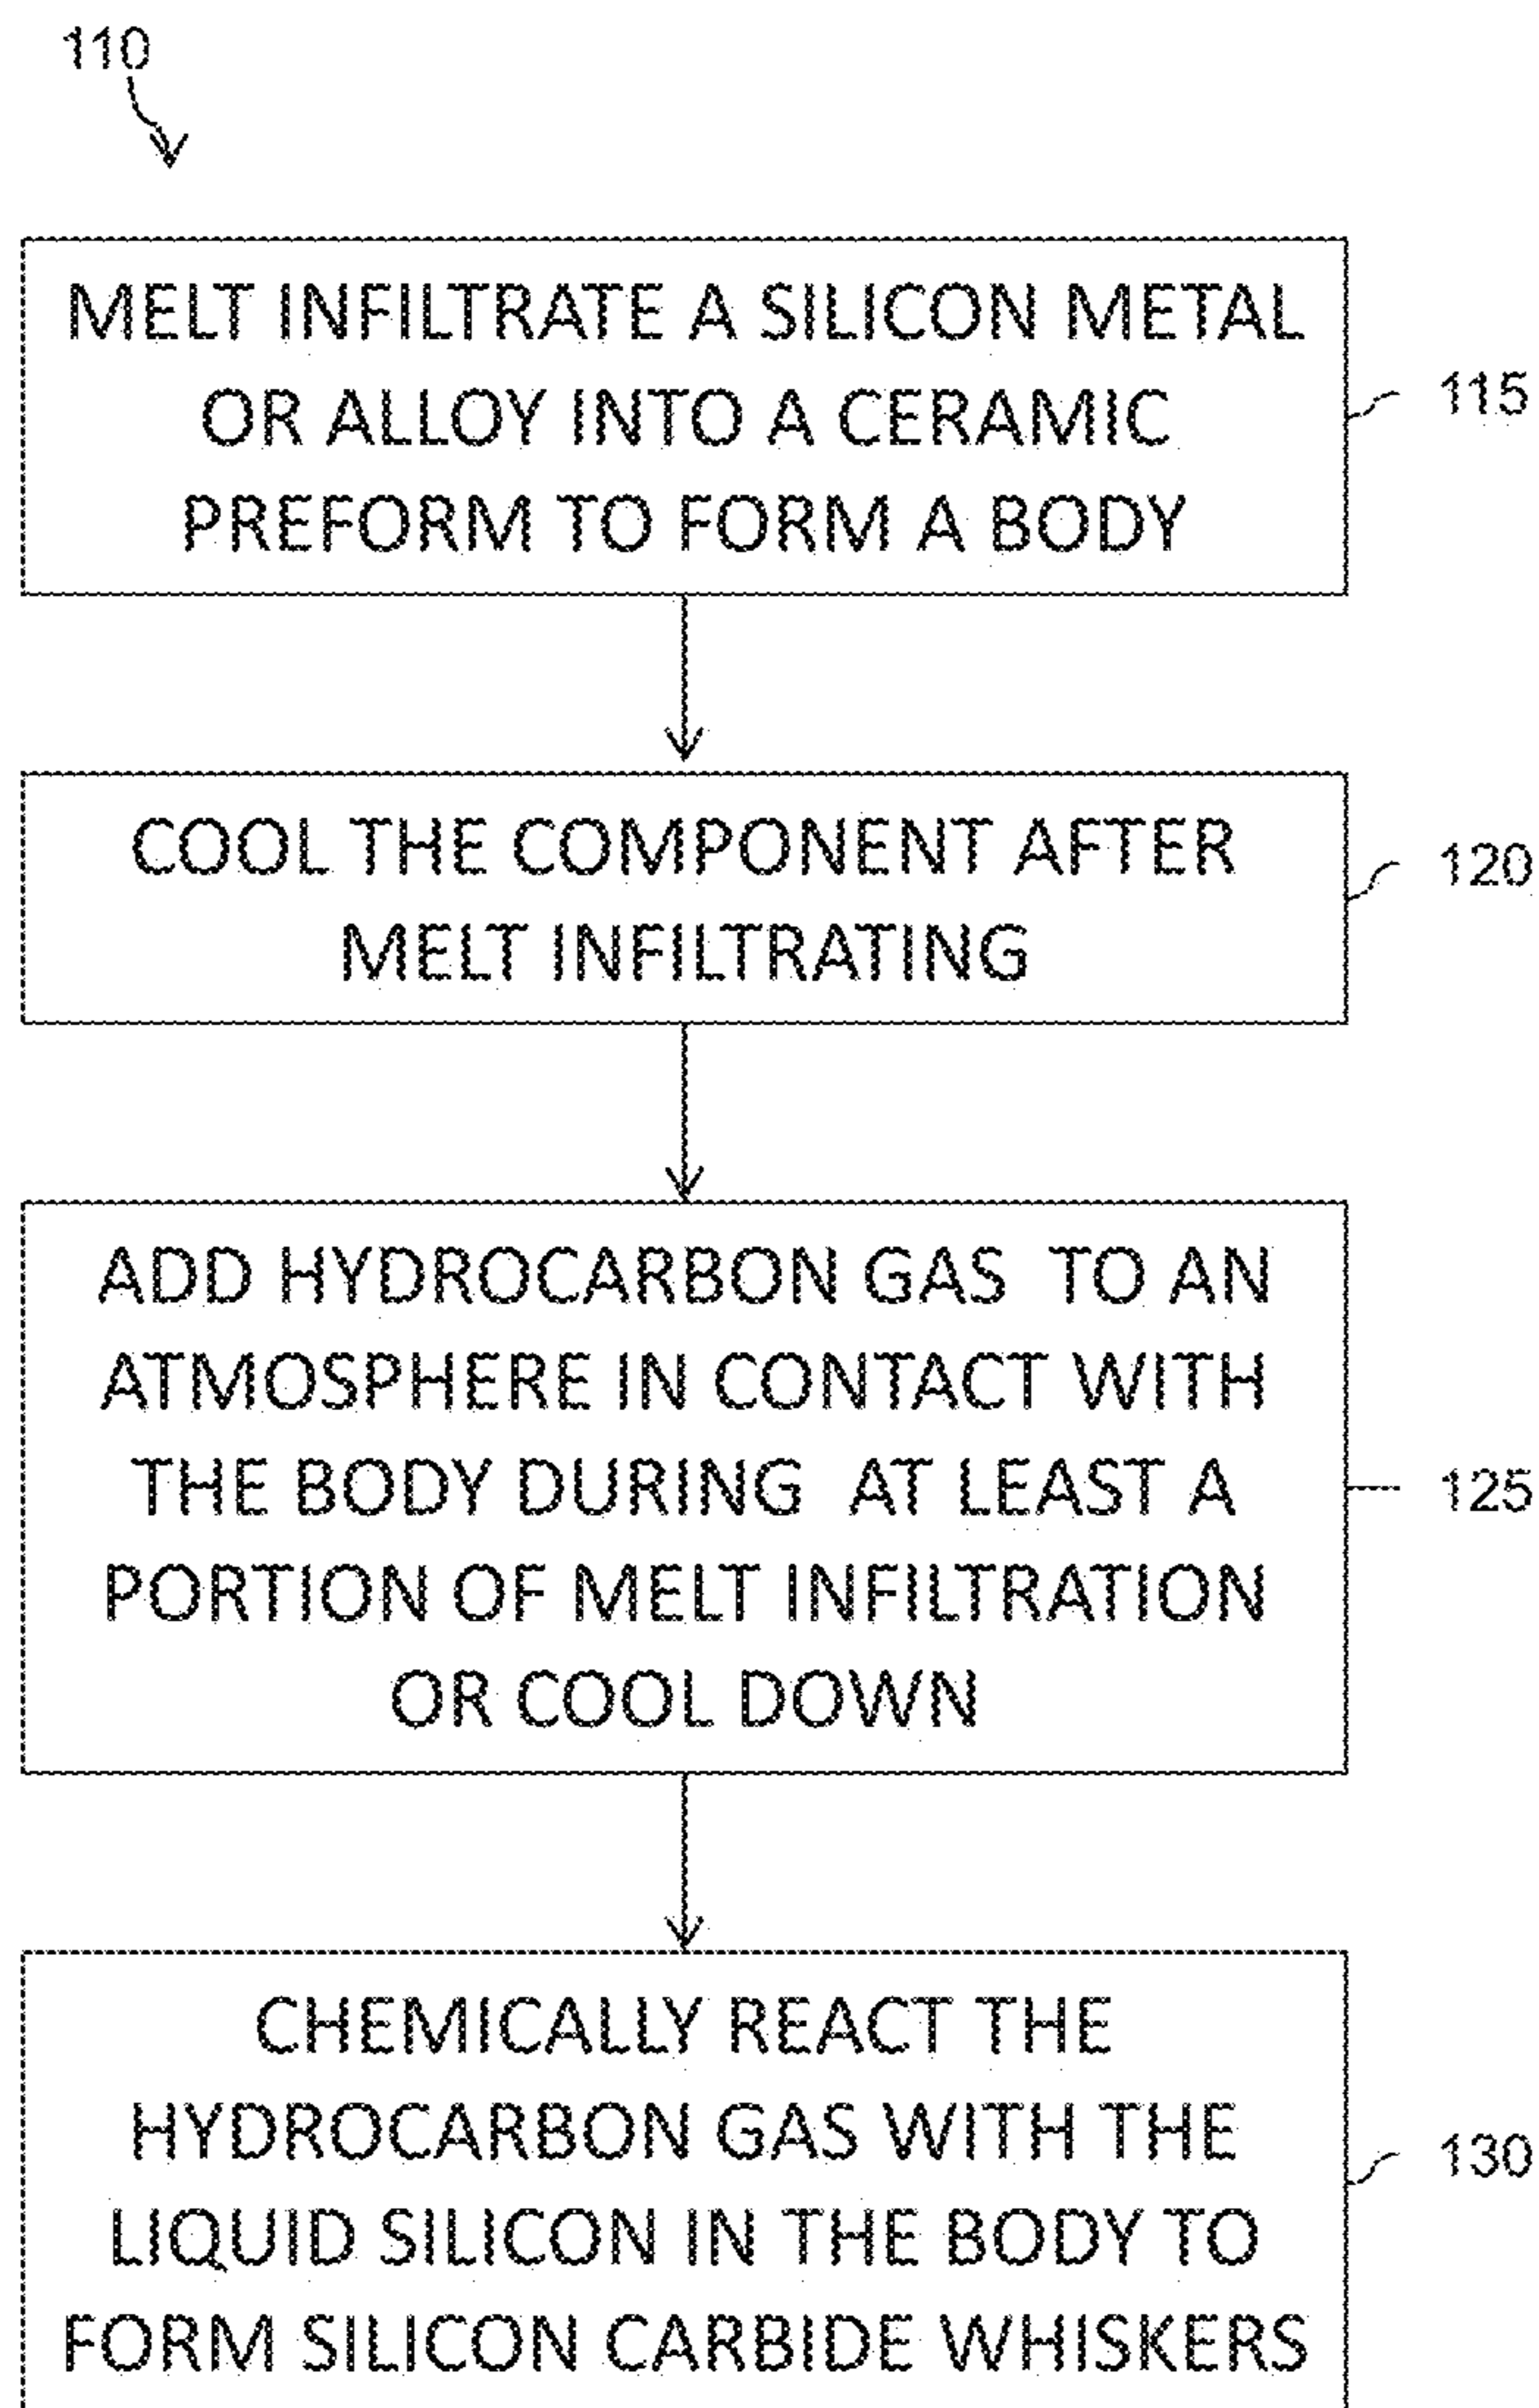 110
MELT INFILTRATE A SILICON METAL
OR ALLOY INTO A CERAMIC
PREFORM TO FORM A BODY
115
COOL THE COMPONENT AFTER
MELT INFILTRATING
120
ADD HYDROCARBON GAS TO AN
ATMOSPHERE IN CONTACT WITH
THE BODY DURING AT LEAST A
PORTION OF MELT INFILTRATION
OR COOL DOWN
125
CHEMICALLY REACT THE
HYDROCARBON GAS WITH THE
LIQUID SILICON IN THE BODY TO
FORM SILICON CARBIDE WHISKERS
130